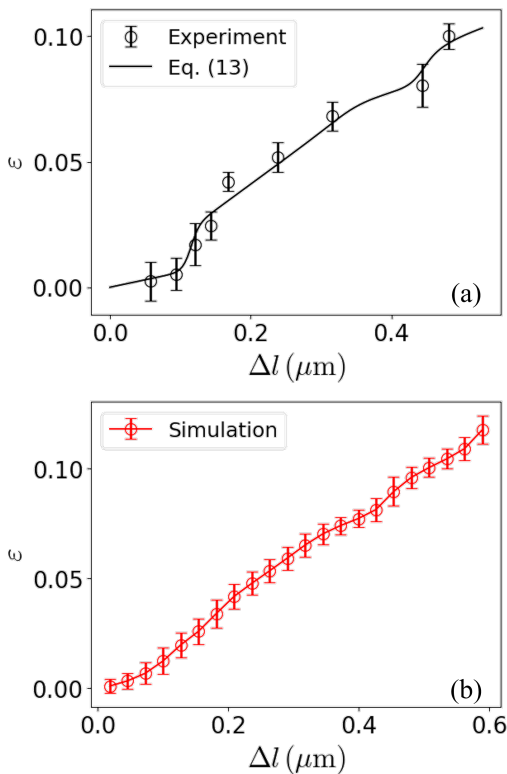 0.10
0.05
0.00
ε
Experiment
Eq. (13)
(a)
0.0 0.2 0.4
Δl (μm)
0.10
0.05
0.00
ε
Simulation
(b)
0.0 0.2 0.4 0.6
Δl (μm)